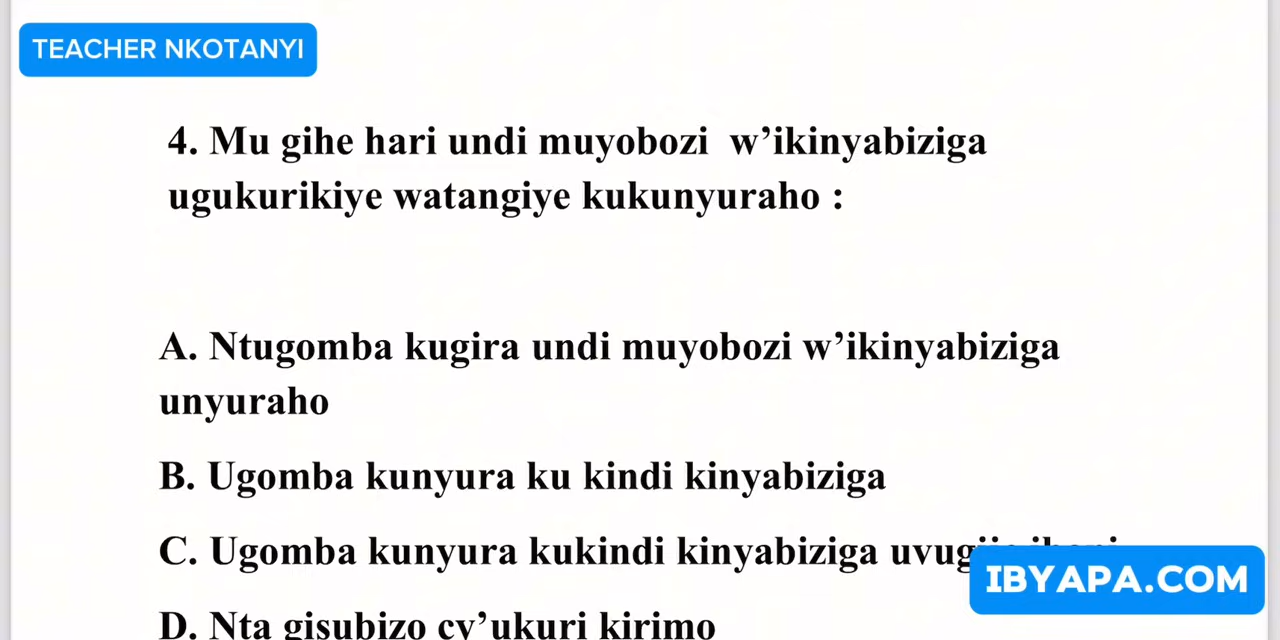 TEACHER NKOTANYI
4. Mu gihe hari undi muyobozi w’ikinyabiziga
ugukurikiye watangiye kukunyuraho :
A. Ntugomba kugira undi muyobozi w’ikinyabiziga
unyuraho
B. Ugomba kunyura ku kindi kinyabiziga
C. Ugomba kunyura kukindi kinyabiziga
IBYAPA.COM
D. Nta gisubizo cy’ukuri kirimo